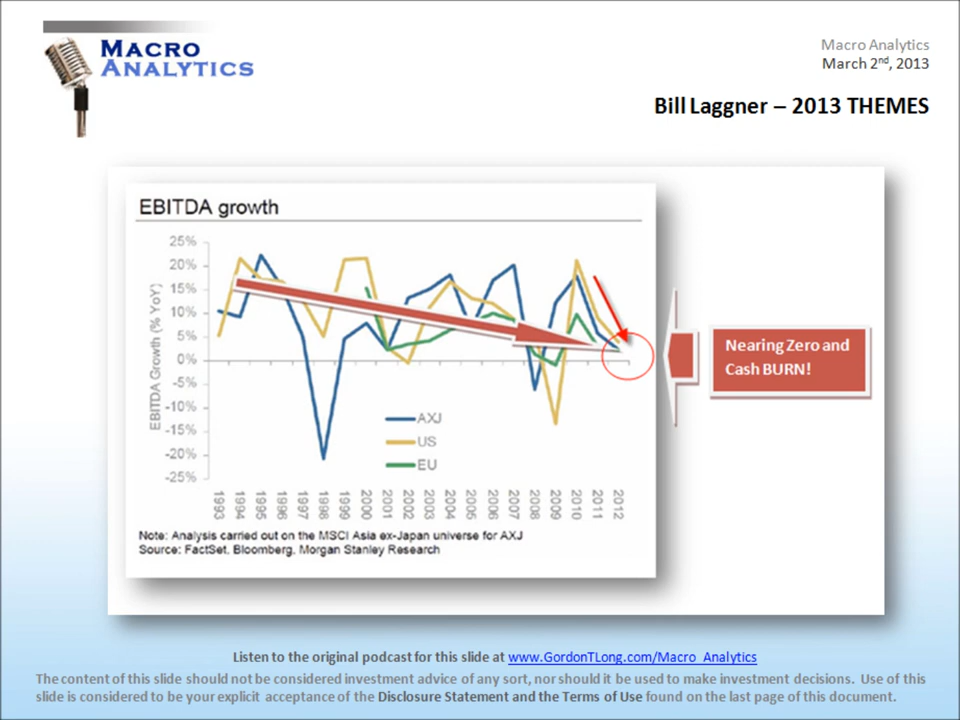 MACRO
ANALYTICS
Macro Analytics
March 2nd, 2013
Bill Laggner – 2013 THEMES
EBITDA growth
EBITDA Growth (% YoY)
25%
20%
15%
10%
5%
0%
-5%
-10%
-15%
-20%
-25%
AXJ
US
EU
1993 1994 1995 1996 1997 1998 1999 2000 2001 2002 2003 2004 2005 2006 2007 2008 2009 2010 2011 2012
Note: Analysis carried out on the MSCI Asia ex-Japan universe for AXJ
Source: FactSet, Bloomberg, Morgan Stanley Research
Nearing Zero and
Cash BURN!
Listen to the original podcast for this slide at www.GordonTLong.com/Macro_Analytics
The content of this slide should not be considered investment advice of any sort, nor should it be used to make investment decisions. Use of this
slide is considered to be your explicit acceptance of the Disclosure Statement and the Terms of Use found on the last page of this document.